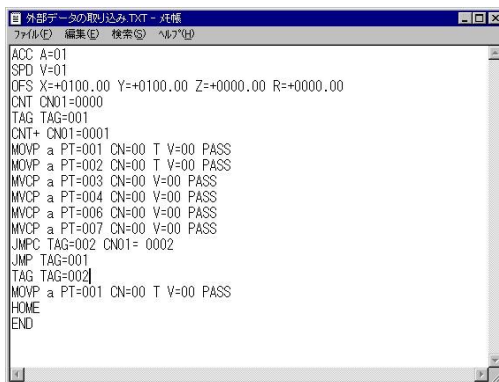 外部データの取り込み.TXT - メモ帳
ファイル(F) 編集(E) 検索(S) ヘルプ(H)
ACC A=01
SPD V=01
OFS X=+0100.00 Y=+0100.00 Z=+0000.00 R=+0000.00
CNT CN01=0000
TAG TAG=001
CNT+ CN01=0001
MOVP a PT=001 CN=00 T V=00 PASS
MOVP a PT=002 CN=00 T V=00 PASS
MVCP a PT=003 CN=00 V=00 PASS
MVCP a PT=004 CN=00 V=00 PASS
MVCP a PT=006 CN=00 V=00 PASS
MVCP a PT=007 CN=00 V=00 PASS
JMPC TAG=002 CN01= 0002
JMP TAG=001
TAG TAG=002
MOVP a PT=001 CN=00 T V=00 PASS
HOME
END